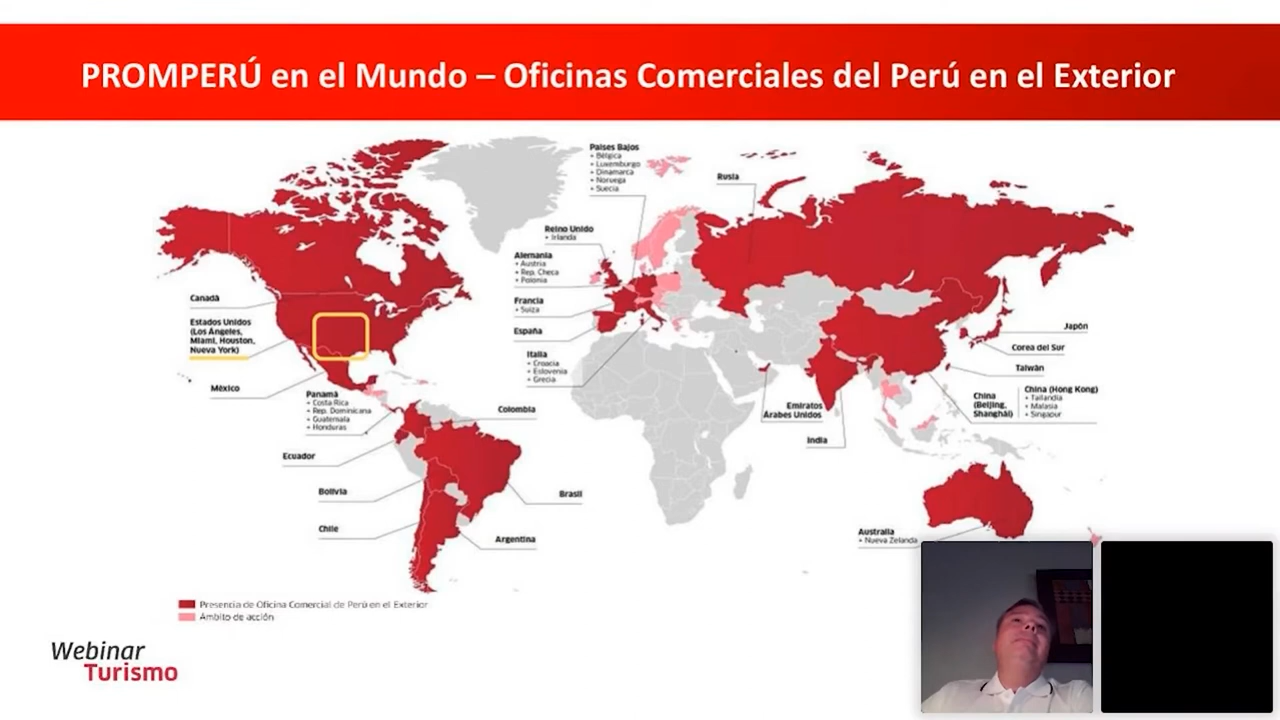 PROMPERÚ en el Mundo – Oficinas Comerciales del Perú en el Exterior
Países Bajos
+ Bélgica
+ Luxemburgo
+ Dinamarca
+ Noruega
+ Suecia
Rusia
Reino Unido
+ Irlanda
Alemania
+ Austria
+ Rep. Checa
+ Polonia
Francia
+ Suiza
España
Italia
+ Croacia
+ Eslovenia
+ Grecia
Canadá
Estados Unidos
(Los Ángeles,
Miami, Houston,
Nueva York)
México
Panamá
+ Costa Rica
+ Rep. Dominicana
+ Guatemala
+ Honduras
Colombia
Ecuador
Bolivia
Chile
Brasil
Argentina
Emiratos
Árabes Unidos
India
Japón
Corea del Sur
Taiwán
China
(Beijing,
Shanghái)
China (Hong Kong)
+ Tailandia
+ Malasia
+ Singapur
Australia
+ Nueva Zelanda
Presencia de Oficina Comercial de Perú en el Exterior
Ámbito de acción
Webinar
Turismo